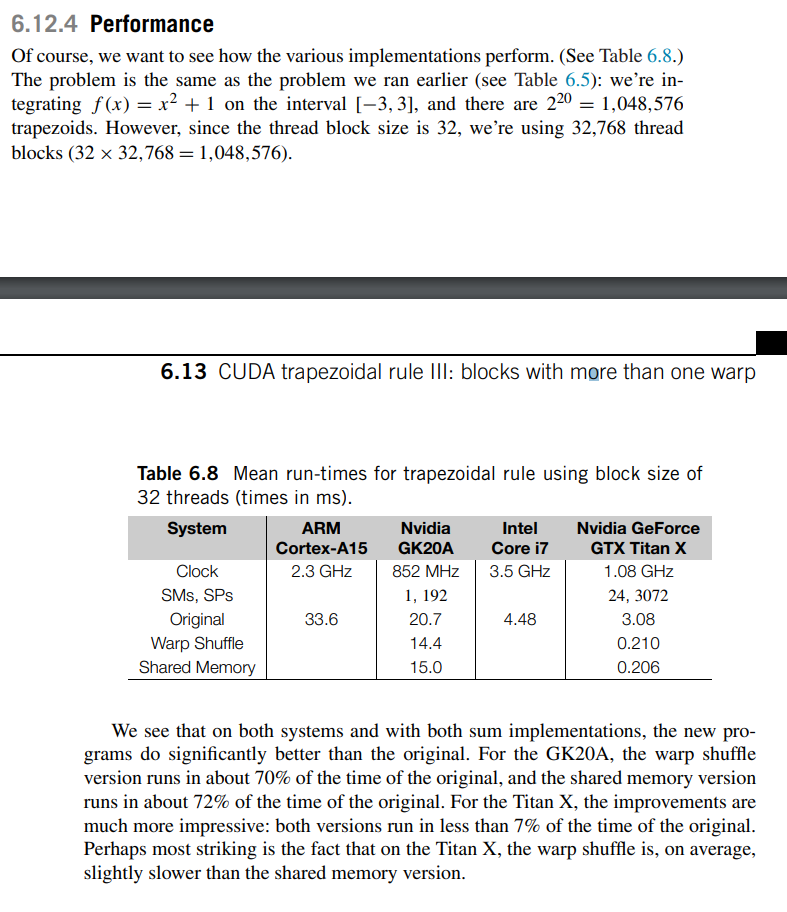 6.12.4 Performance
Of course, we want to see how the various implementations perform. (See Table 6.8.)
The problem is the same as the problem we ran earlier (see Table 6.5): we're in-
tegrating f(x) = x² + 1 on the interval [−3, 3], and there are 2²⁰ = 1,048,576
trapezoids. However, since the thread block size is 32, we're using 32,768 thread
blocks (32 × 32,768 = 1,048,576).
6.13 CUDA trapezoidal rule III: blocks with more than one warp
Table 6.8 Mean run-times for trapezoidal rule using block size of
32 threads (times in ms).
System ARM Nvidia Intel Nvidia GeForce
Cortex-A15 GK20A Core i7 GTX Titan X
Clock 2.3 GHz 852 MHz 3.5 GHz 1.08 GHz
SMs, SPs 1, 192 24, 3072
Original 33.6 20.7 4.48 3.08
Warp Shuffle 14.4 0.210
Shared Memory 15.0 0.206
We see that on both systems and with both sum implementations, the new pro-
grams do significantly better than the original. For the GK20A, the warp shuffle
version runs in about 70% of the time of the original, and the shared memory version
runs in about 72% of the time of the original. For the Titan X, the improvements are
much more impressive: both versions run in less than 7% of the time of the original.
Perhaps most striking is the fact that on the Titan X, the warp shuffle is, on average,
slightly slower than the shared memory version.